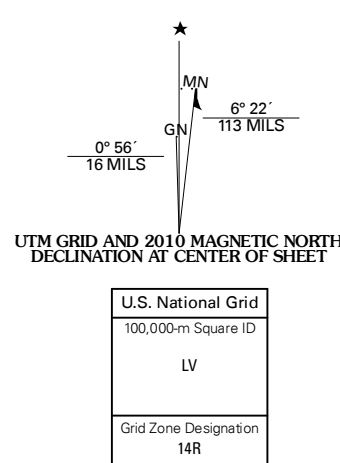 ★
MN
6° 22´
113 MILS
GN
0° 56´
16 MILS
UTM GRID AND 2010 MAGNETIC NORTH
DECLINATION AT CENTER OF SHEET
U.S. National Grid
100,000-m Square ID
LV
Grid Zone Designation
14R